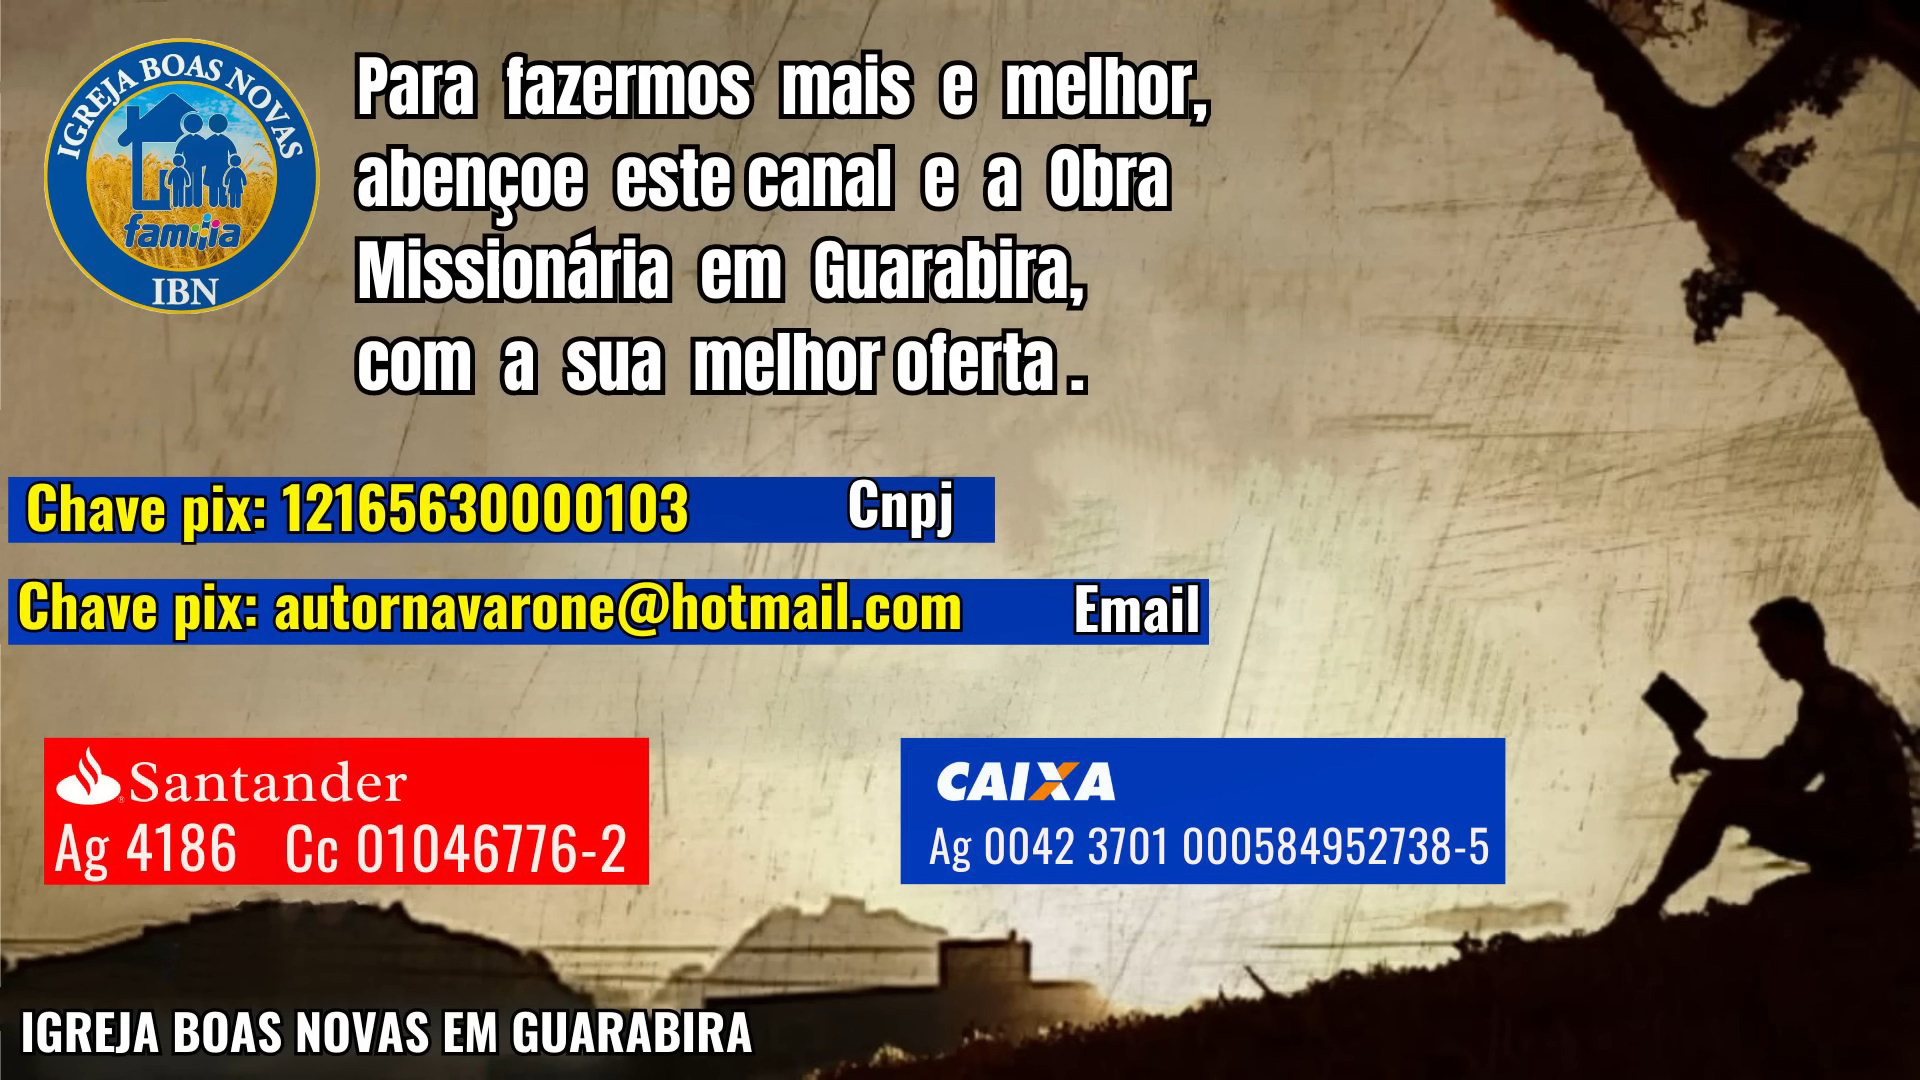 IGREJA BOAS NOVAS
família
IBN
Para fazermos mais e melhor,
abençoe este canal e a Obra
Missionária em Guarabira,
com a sua melhor oferta .
Chave pix: 12165630000103 Cnpj
Chave pix: autornavarone@hotmail.com Email
Santander
Ag 4186 Cc 01046776-2
CAIXA
Ag 0042 3701 000584952738-5
IGREJA BOAS NOVAS EM GUARABIRA